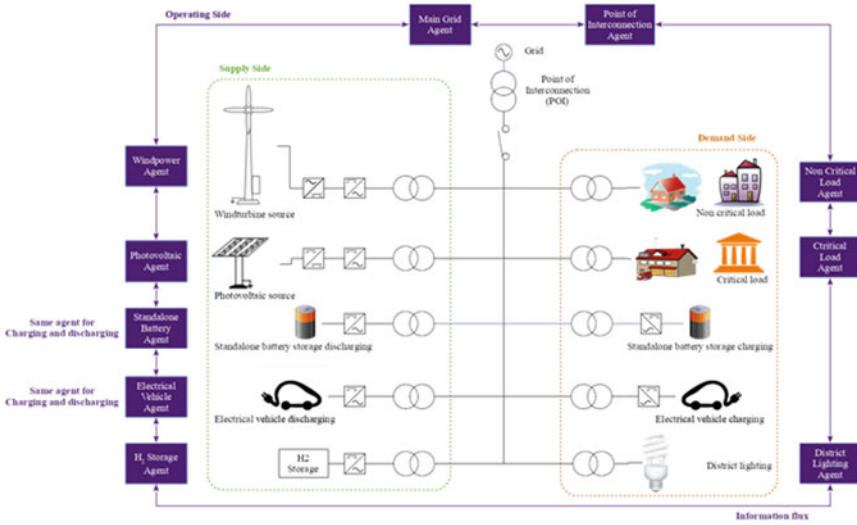 Operating Side
Main Grid
Agent
Point of
Interconnection
Agent
Grid
Supply Side
Point of
Interconnection
(POI)
Demand Side
Windpower
Agent
Windturbine source
Non critical load
Non Critical
Load Agent
Photovoltaic
Agent
Photovoltaic source
Critical load
Ctritical
Load Agent
Same agent for
Charging and discharging
Standalone
Battery
Agent
Standalone battery storage discharging
Standalone battery storage charging
Same agent for
Charging and discharging
Electrical
Vehicle
Agent
Electrical vehicle discharging
Electrical vehicle charging
H2 Storage
Agent
H2
Storage
District lighting
District
Lighting
Agent
Information flux